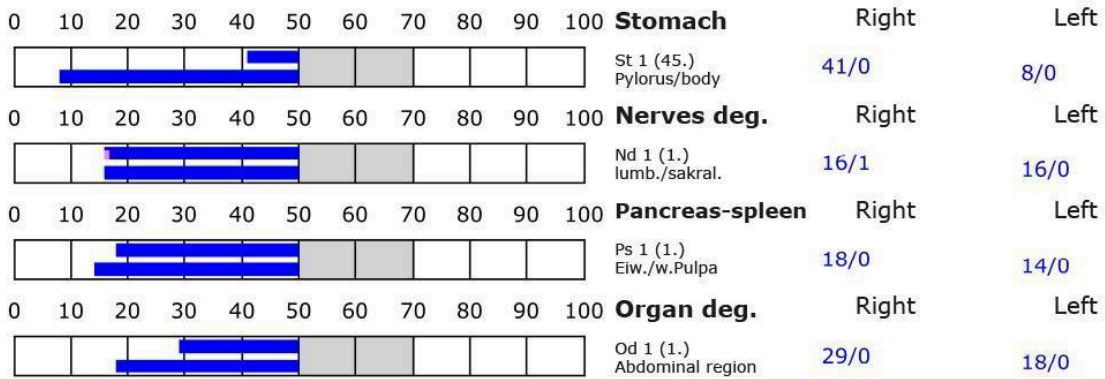 0 10 20 30 40 50 60 70 80 90 100 Stomach Right Left
St 1 (45.) 41/0 8/0
Pylorus/body
0 10 20 30 40 50 60 70 80 90 100 Nerves deg. Right Left
Nd 1 (1.) 16/1 16/0
lumb./sakral.
0 10 20 30 40 50 60 70 80 90 100 Pancreas-spleen Right Left
Ps 1 (1.) 18/0 14/0
Eiw./w.Pulpa
0 10 20 30 40 50 60 70 80 90 100 Organ deg. Right Left
Od 1 (1.) 29/0 18/0
Abdominal region